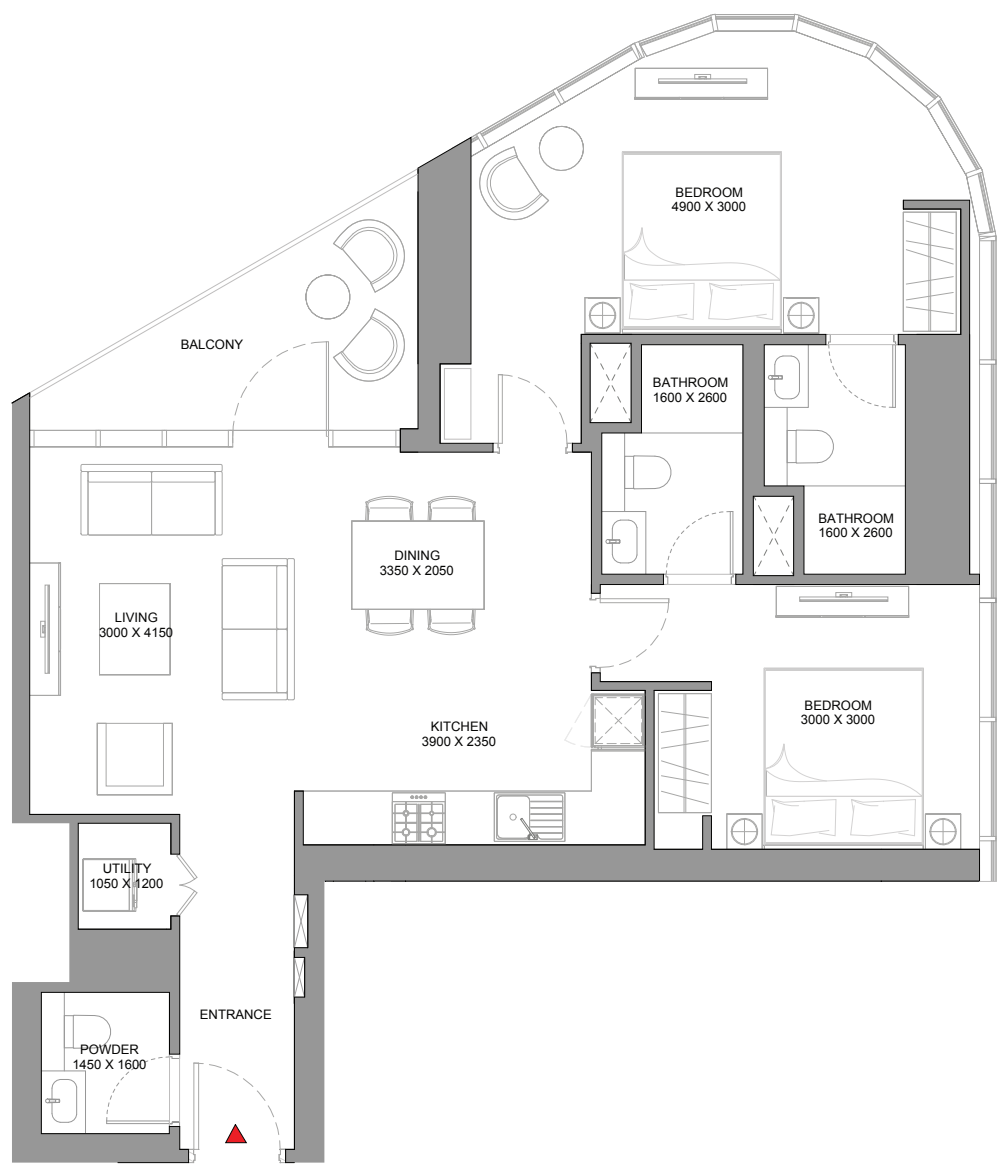 BEDROOM
4900 X 3000
BALCONY
BATHROOM
1600 X 2600
BATHROOM
1600 X 2600
DINING
3350 X 2050
LIVING
3000 X 4150
KITCHEN
3900 X 2350
BEDROOM
3000 X 3000
UTILITY
1050 X 1200
ENTRANCE
POWDER
1450 X 1600